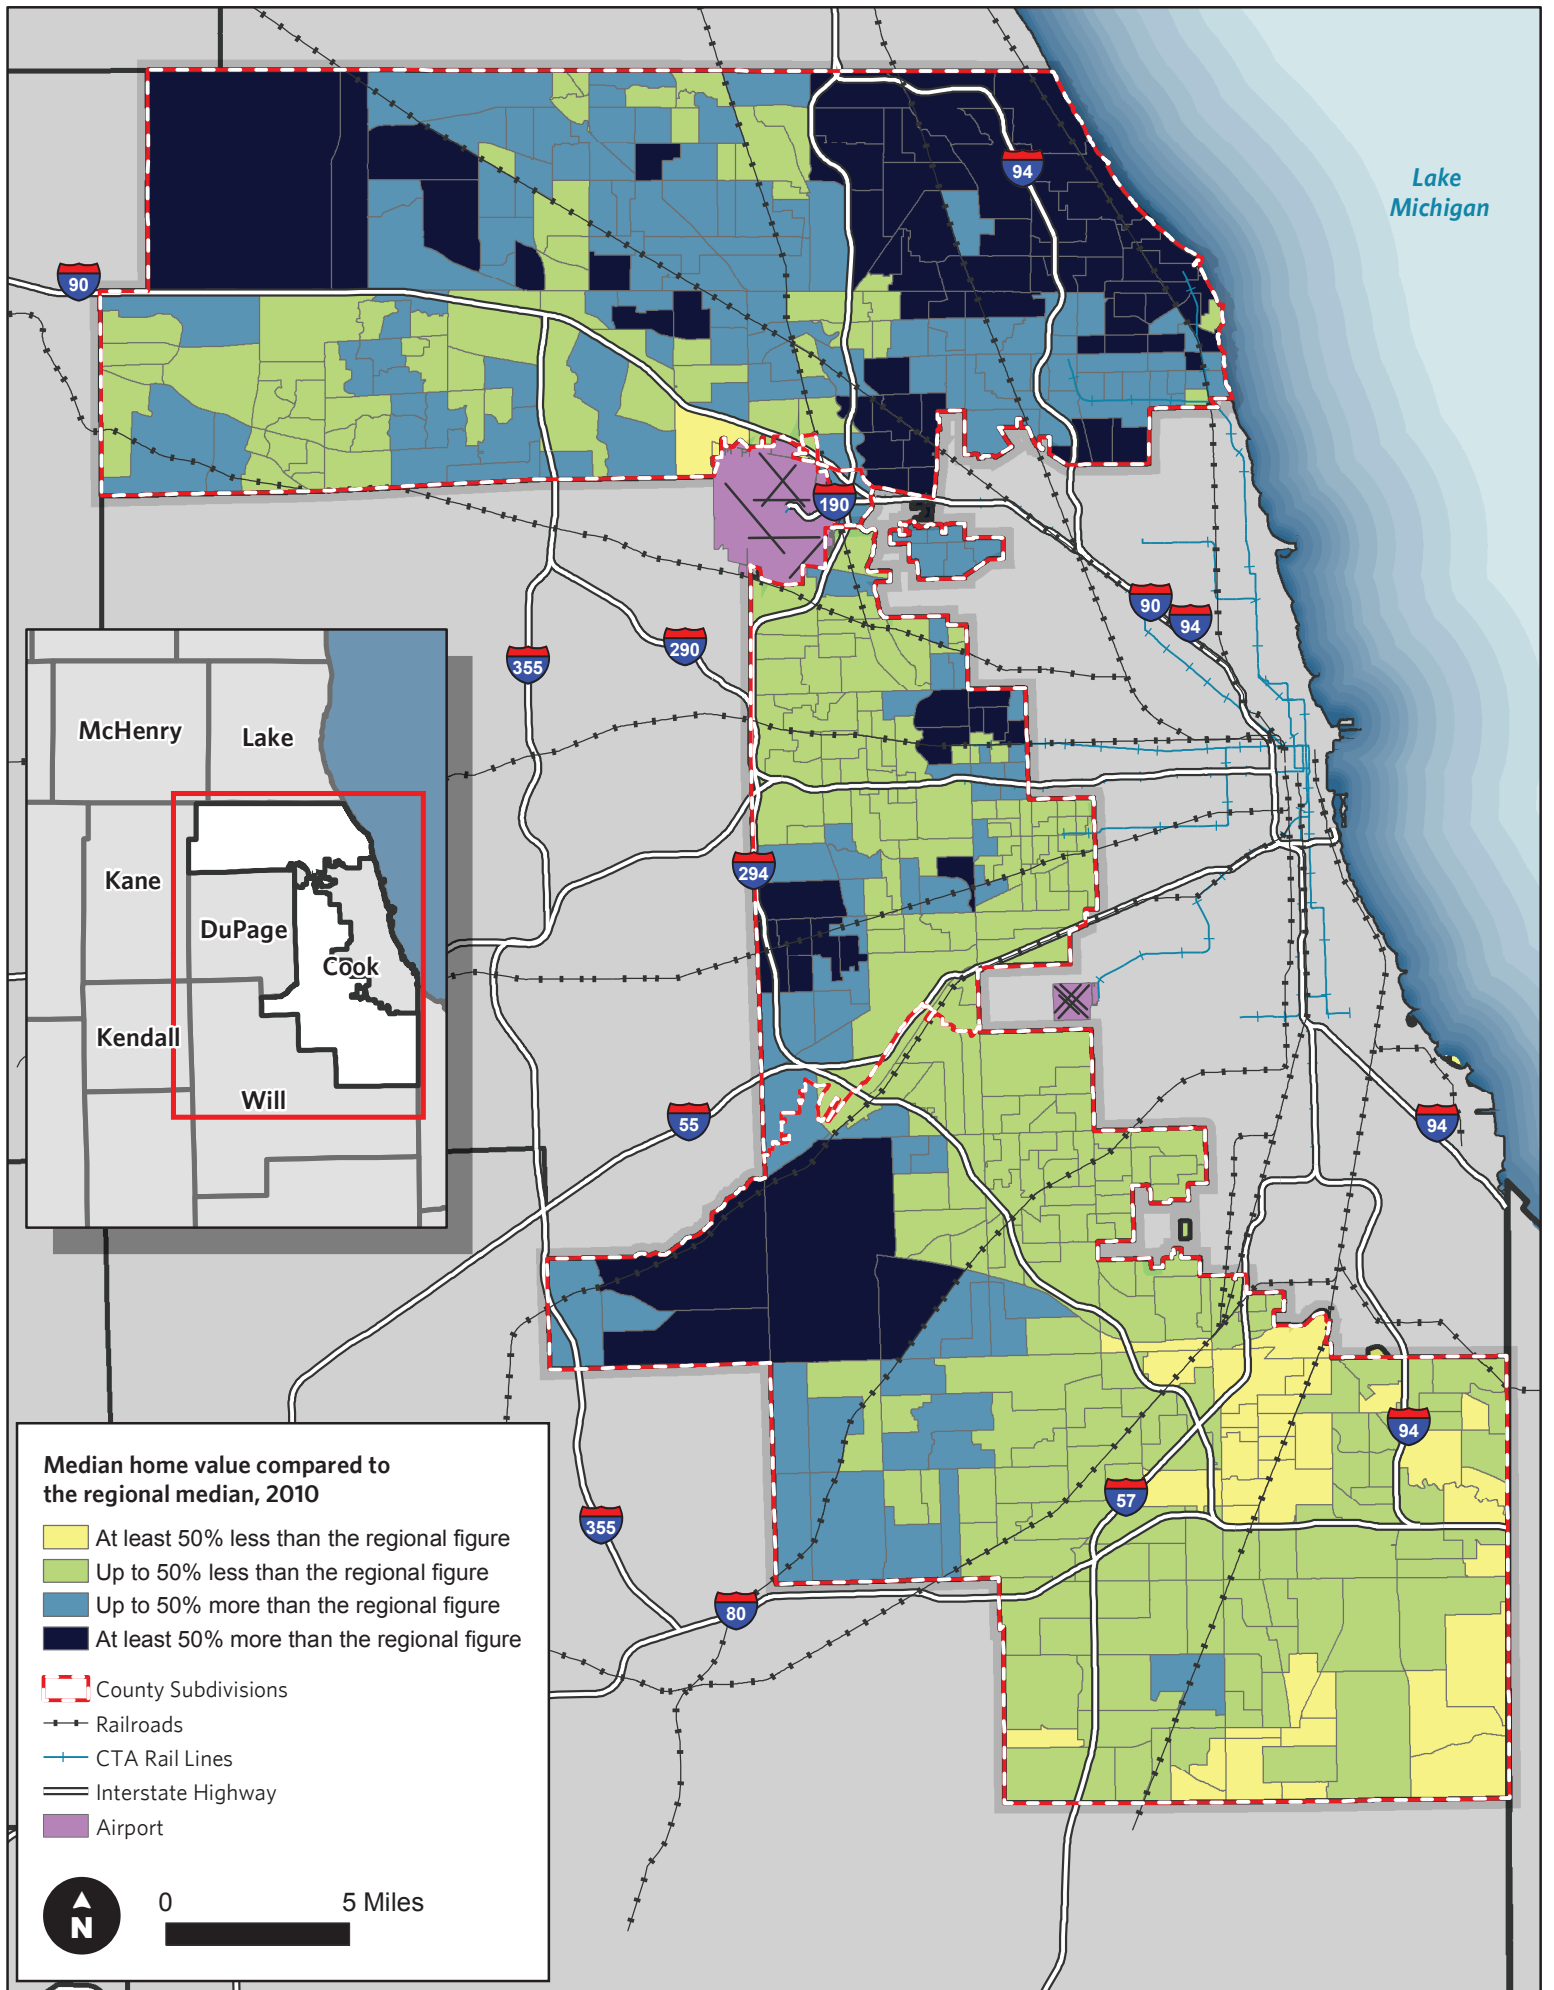 Lake
Michigan
94
90
190
90
94
290
355
McHenry
Lake
Kane
DuPage
Cook
Kendall
Will
294
55
94
94
57
355
80
Median home value compared to
the regional median, 2010
At least 50% less than the regional figure
Up to 50% less than the regional figure
Up to 50% more than the regional figure
At least 50% more than the regional figure
County Subdivisions
Railroads
CTA Rail Lines
Interstate Highway
Airport
N
0 5 Miles